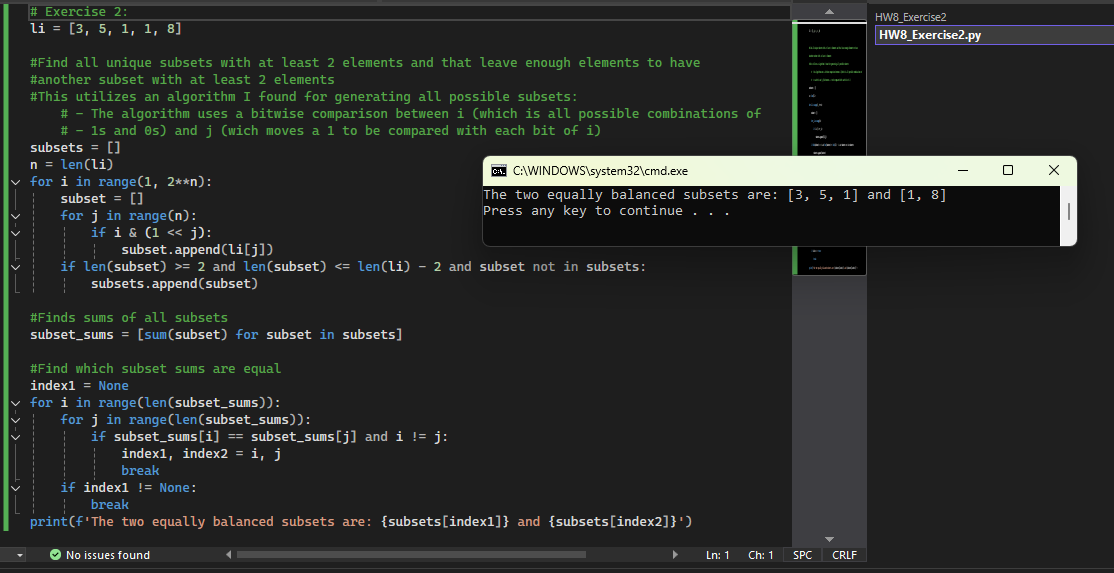 # Exercise 2:
li = [3, 5, 1, 1, 8]
#Find all unique subsets with at least 2 elements and that leave enough elements to have
#another subset with at least 2 elements
#This utilizes an algorithm I found for generating all possible subsets:
# - The algorithm uses a bitwise comparison between i (which is all possible combinations of
# - 1s and 0s) and j (wich moves a 1 to be compared with each bit of i)
subsets = []
n = len(li)
for i in range(1, 2**n):
subset = []
for j in range(n):
if i & (1 << j):
subset.append(li[j])
if len(subset) >= 2 and len(subset) <= len(li) - 2 and subset not in subsets:
subsets.append(subset)
#Finds sums of all subsets
subset_sums = [sum(subset) for subset in subsets]
#Find which subset sums are equal
index1 = None
for i in range(len(subset_sums)):
for j in range(len(subset_sums)):
if subset_sums[i] == subset_sums[j] and i != j:
index1, index2 = i, j
break
if index1 != None:
break
print(f'The two equally balanced subsets are: {subsets[index1]} and {subsets[index2]}')
No issues found
Ln: 1
Ch: 1
SPC
CRLF
HW8_Exercise2
HW8_Exercise2.py
C:\WINDOWS\system32\cmd.exe
The two equally balanced subsets are: [3, 5, 1] and [1, 8]
Press any key to continue . . .